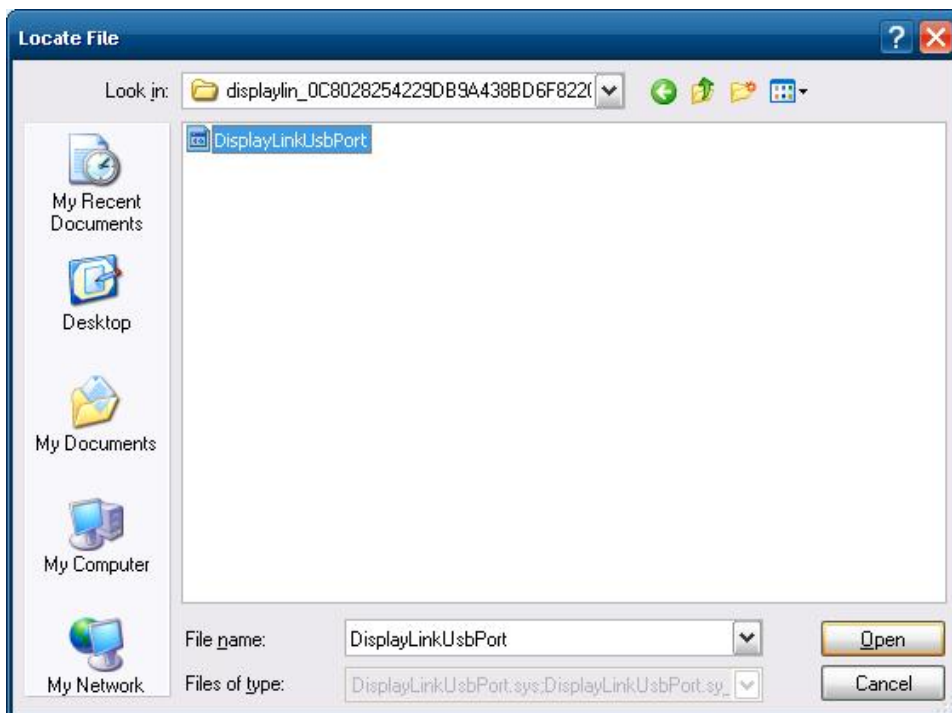 Locate File
Look in:
displaylin_0C8028254229DB9A438BD6F822(
DisplayLinkUsbPort
My Recent
Documents
Desktop
My Documents
My Computer
My Network
File name:
DisplayLinkUsbPort
Open
Files of type:
DisplayLinkUsbPort.sys;DisplayLinkUsbPort.sy_
Cancel